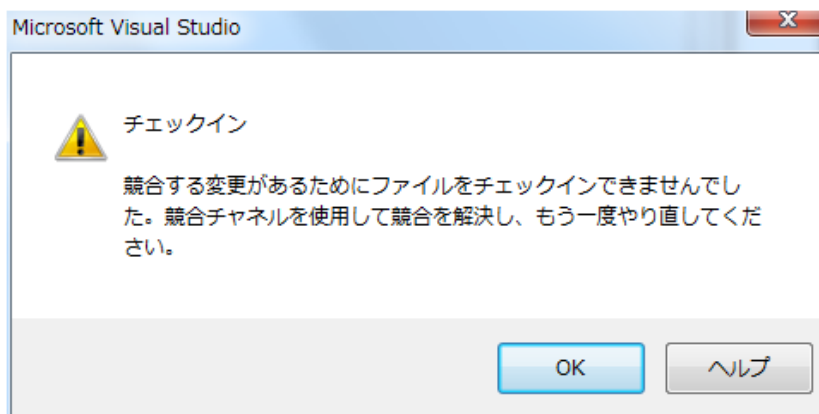 Microsoft Visual Studio
チェックイン
競合する変更があるためにファイルをチェックインできませんでし
た。競合チャネルを使用して競合を解決し、もう一度やり直してくだ
さい。
OK
ヘルプ